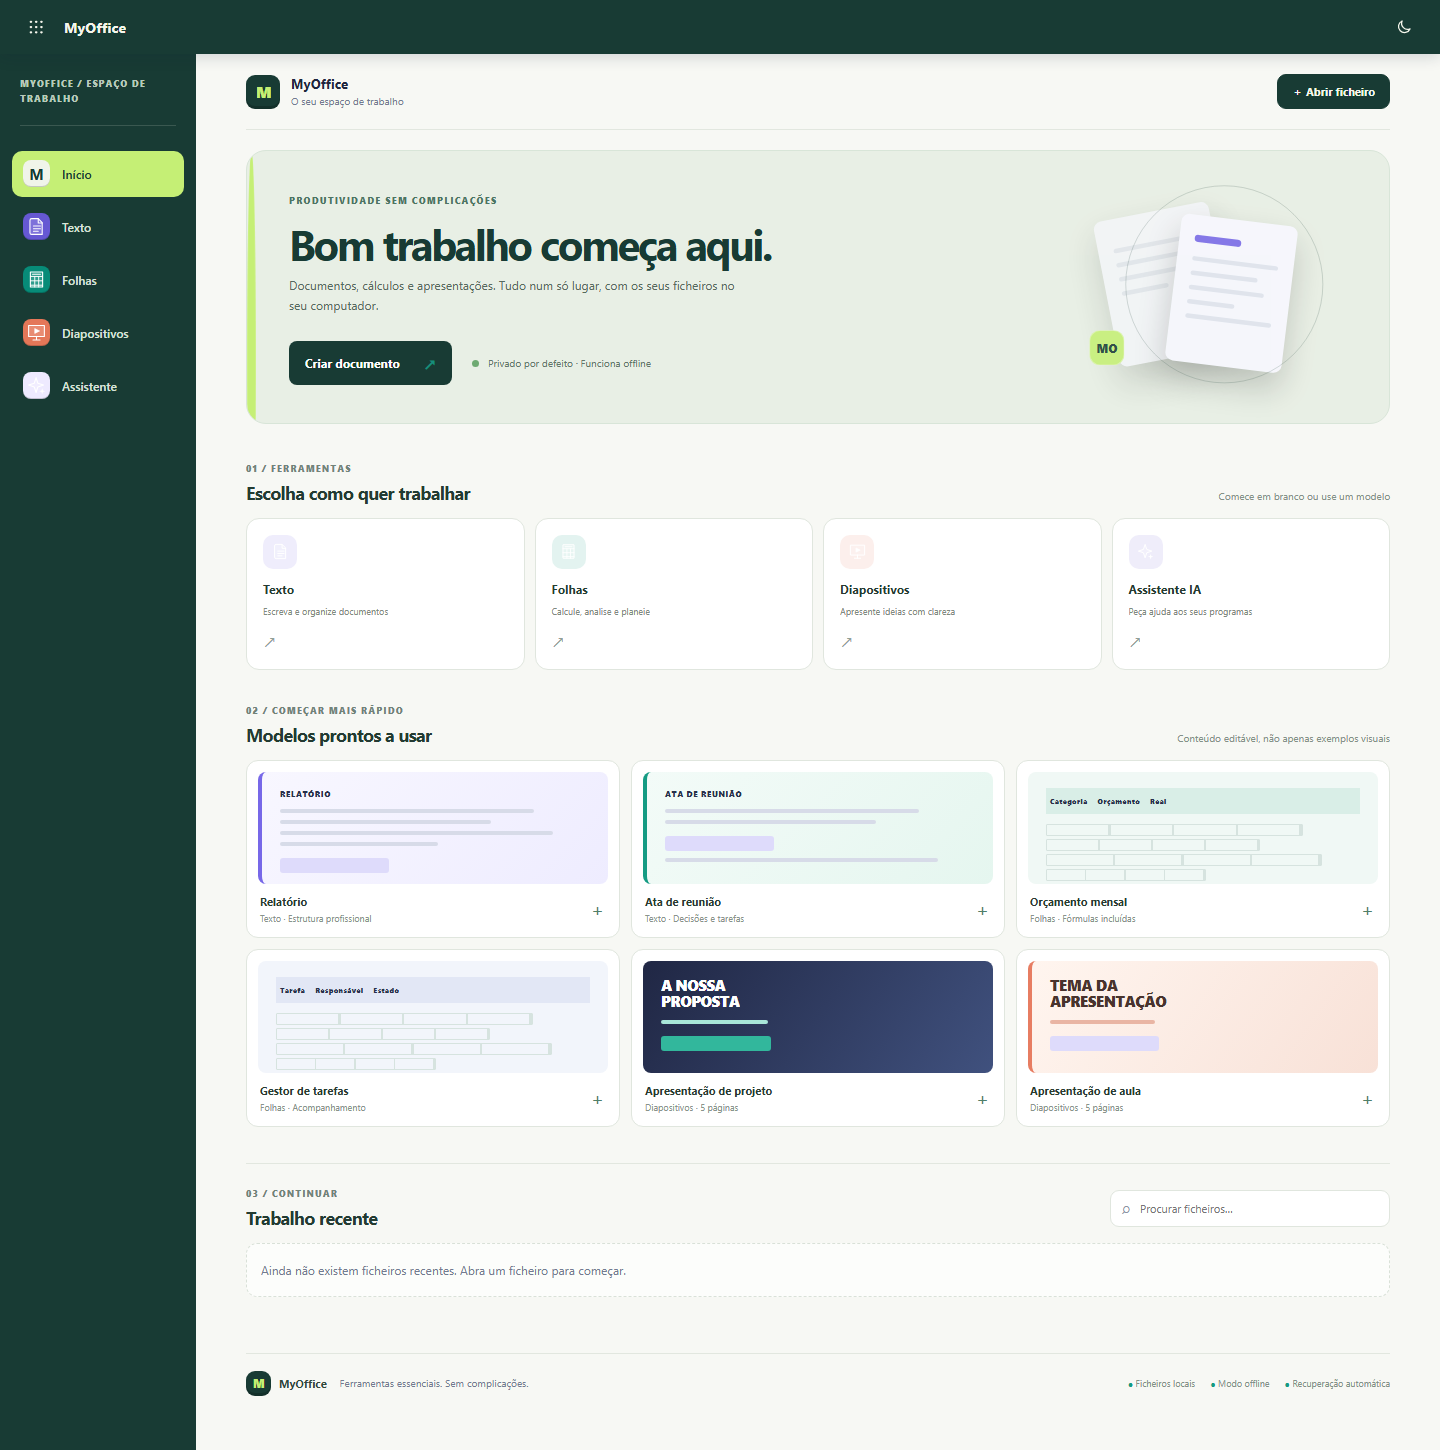 MyOffice
MYOFFICE / ESPAÇO DE
TRABALHO
M Início
Texto
Folhas
Diapositivos
Assistente
M
MyOffice
O seu espaço de trabalho
+ Abrir ficheiro
PRODUTIVIDADE SEM COMPLICAÇÕES
Bom trabalho começa aqui.
Documentos, cálculos e apresentações. Tudo num só lugar, com os seus ficheiros no
seu computador.
Criar documento ↗
Privado por defeito · Funciona offline
MO
01 / FERRAMENTAS
Escolha como quer trabalhar
Comece em branco ou use um modelo
Texto
Escreva e organize documentos
↗
Folhas
Calcule, analise e planeie
↗
Diapositivos
Apresente ideias com clareza
↗
Assistente IA
Peça ajuda aos seus programas
↗
02 / COMEÇAR MAIS RÁPIDO
Modelos prontos a usar
Conteúdo editável, não apenas exemplos visuais
RELATÓRIO
Relatório
Texto · Estrutura profissional
+
ATA DE REUNIÃO
Ata de reunião
Texto · Decisões e tarefas
+
Categoria Orçamento Real
Orçamento mensal
Folhas · Fórmulas incluídas
+
Tarefa Responsável Estado
Gestor de tarefas
Folhas · Acompanhamento
+
A NOSSA
PROPOSTA
Apresentação de projeto
Diapositivos · 5 páginas
+
TEMA DA
APRESENTAÇÃO
Apresentação de aula
Diapositivos · 5 páginas
+
03 / CONTINUAR
Trabalho recente
Procurar ficheiros...
Ainda não existem ficheiros recentes. Abra um ficheiro para começar.
M MyOffice Ferramentas essenciais. Sem complicações.
Ficheiros locais
Modo offline
Recuperação automática